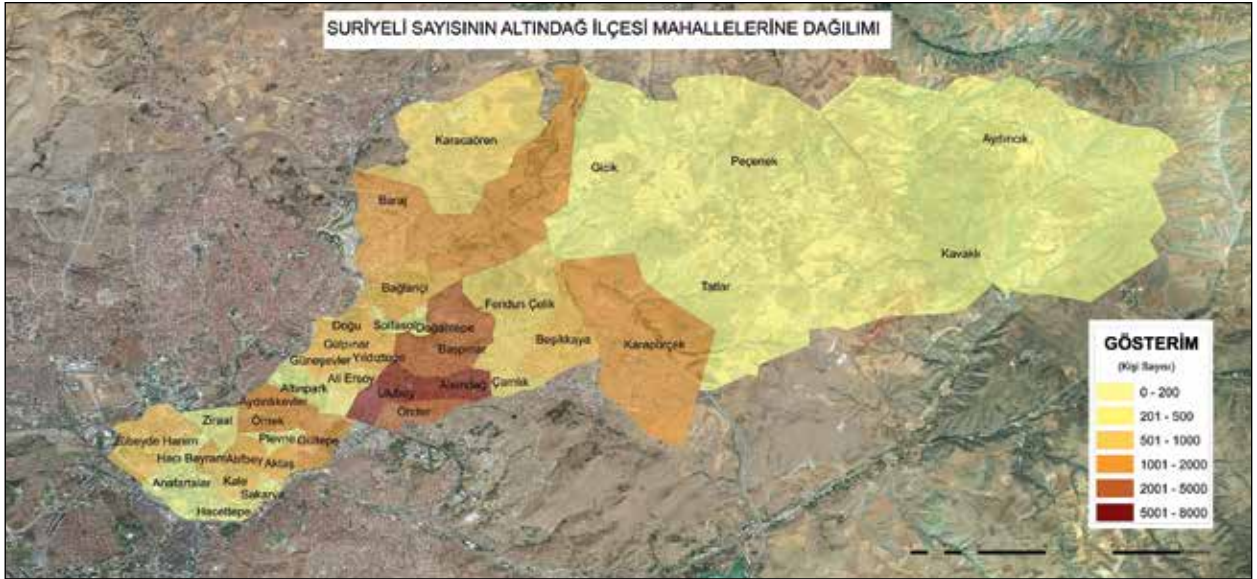 SURİYELİ SAYISININ ALTINDAĞ İLÇESİ MAHALLELERİNE DAĞILIMI
Karacaören
Gicik
Peçenek
Aydıncık
Baraj
Kavaklı
Bağlariçi
Tatlar
Feridun Çelik
Doğu
Solfasol
Doğantepe
Gülpınar
Beşikkaya
Karapürçek
Başpınar
Güneşevler
Yıldıztepe
Ali Ersoy
Altınpark
Ulubey
Altındağ
Çamlık
Aydınlıkevler
Önder
Ziraat
Örnek
Zübeyde Hanım
Plevne
Gültepe
Hacı Bayram
Atıfbey
Aktaş
Anafartalar
Kale
Sakarya
Hacettepe
GÖSTERİM
(Kişi Sayısı)
0 - 200
201 - 500
501 - 1000
1001 - 2000
2001 - 5000
5001 - 8000